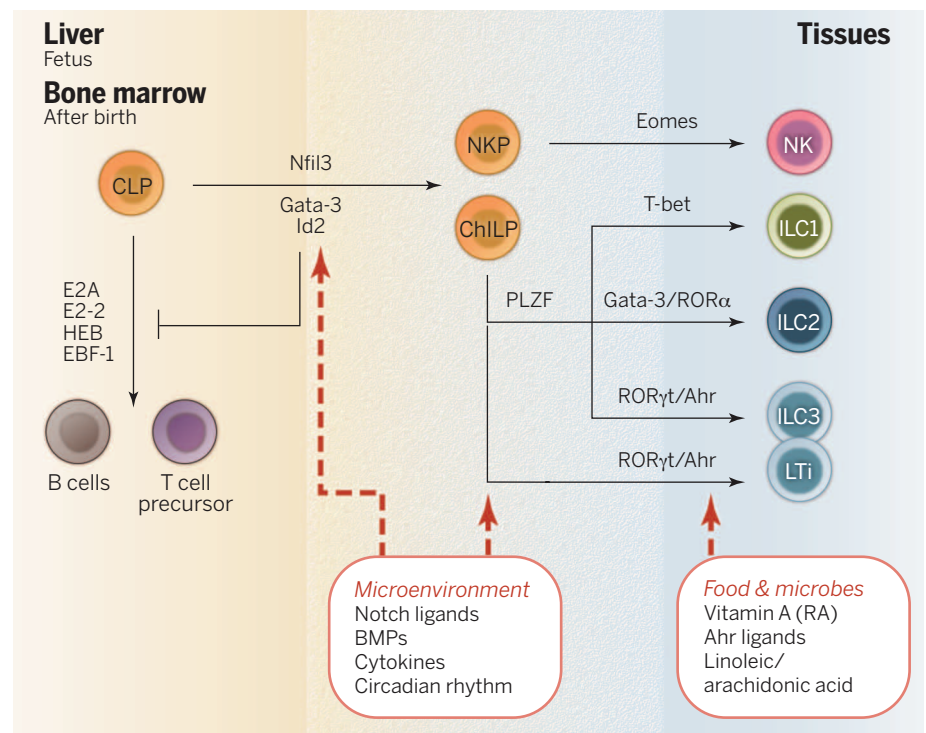 Liver
Fetus
Bone marrow
After birth
Tissues
CLP
Nfil3
Gata-3
Id2
E2A
E2-2
HEB
EBF-1
B cells
T cell
precursor
NKP
ChILP
PLZF
Eomes
T-bet
Gata-3/RORα
RORγt/Ahr
RORγt/Ahr
NK
ILC1
ILC2
ILC3
LTi
Microenvironment
Notch ligands
BMPs
Cytokines
Circadian rhythm
Food & microbes
Vitamin A (RA)
Ahr ligands
Linoleic/
arachidonic acid